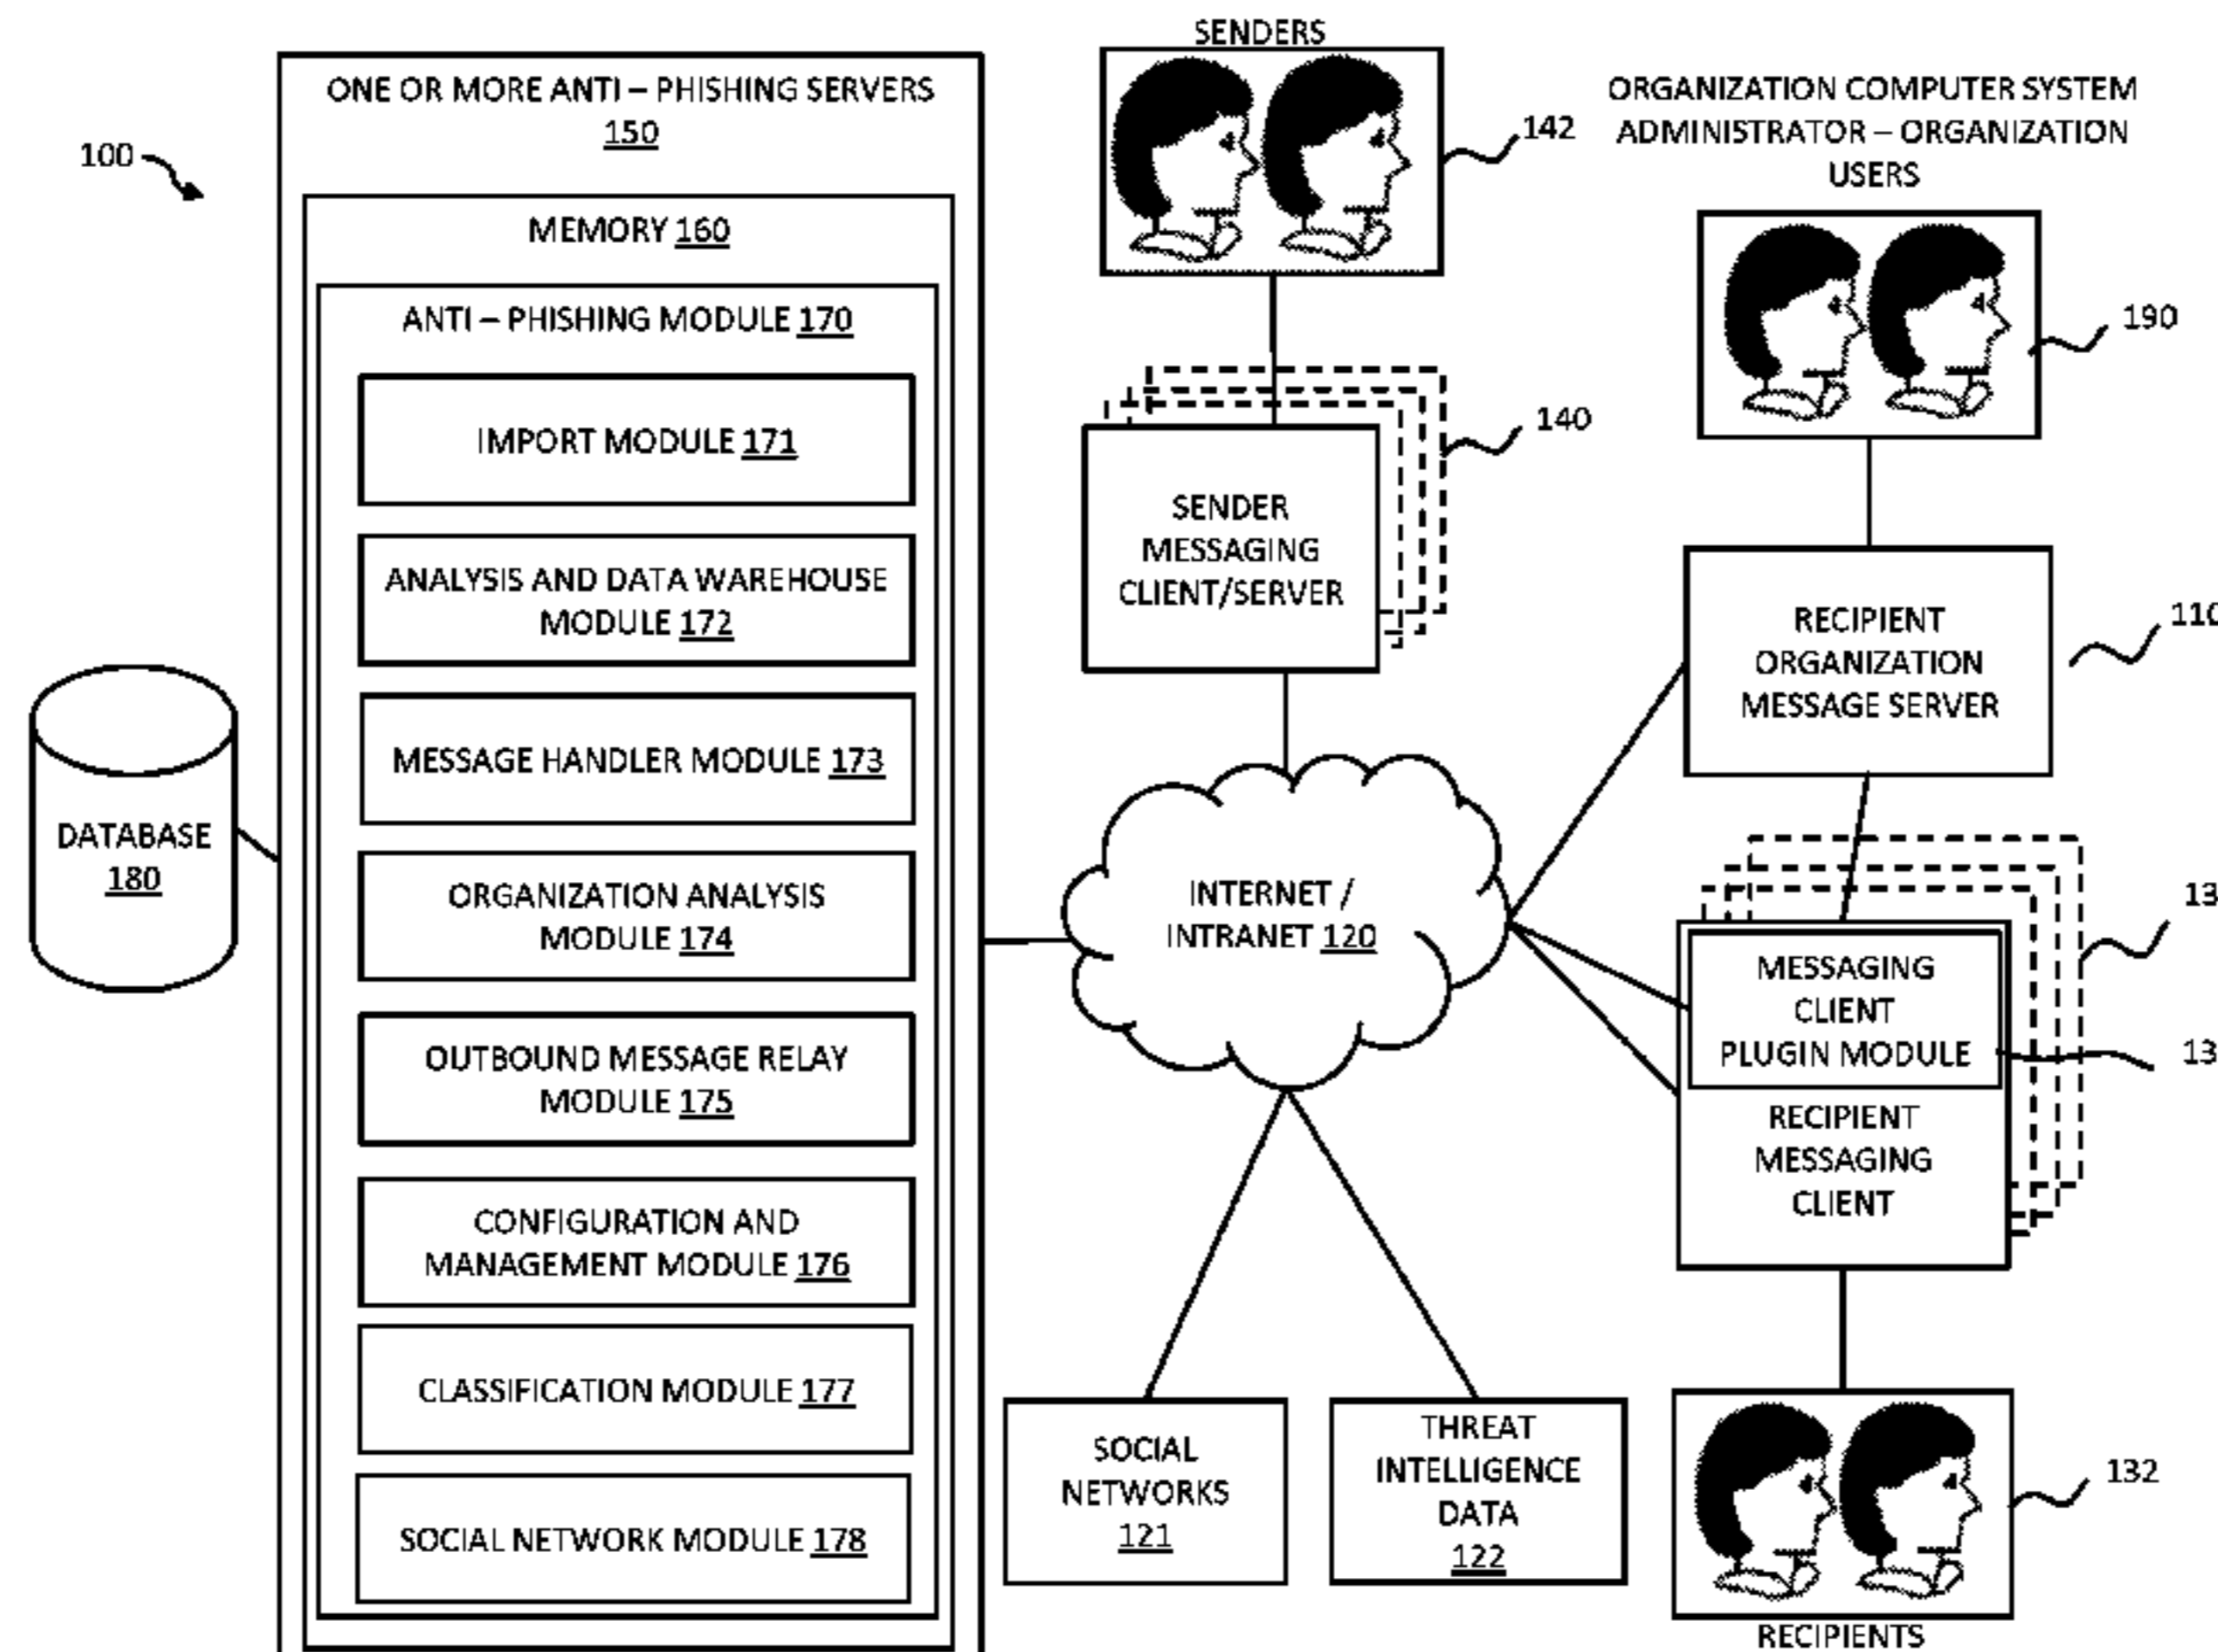 100
ONE OR MORE ANTI – PHISHING SERVERS
150
MEMORY 160
ANTI – PHISHING MODULE 170
IMPORT MODULE 171
ANALYSIS AND DATA WAREHOUSE
MODULE 172
MESSAGE HANDLER MODULE 173
ORGANIZATION ANALYSIS
MODULE 174
OUTBOUND MESSAGE RELAY
MODULE 175
CONFIGURATION AND
MANAGEMENT MODULE 176
CLASSIFICATION MODULE 177
SOCIAL NETWORK MODULE 178
DATABASE
180
SENDERS
142
SENDER
MESSAGING
CLIENT/SERVER
140
INTERNET /
INTRANET 120
SOCIAL
NETWORKS
121
THREAT
INTELLIGENCE
DATA
122
ORGANIZATION COMPUTER SYSTEM
ADMINISTRATOR – ORGANIZATION
USERS
190
RECIPIENT
ORGANIZATION
MESSAGE SERVER
110
MESSAGING
CLIENT
PLUGIN MODULE
RECIPIENT
MESSAGING
CLIENT
13
13
132
RECIPIENTS